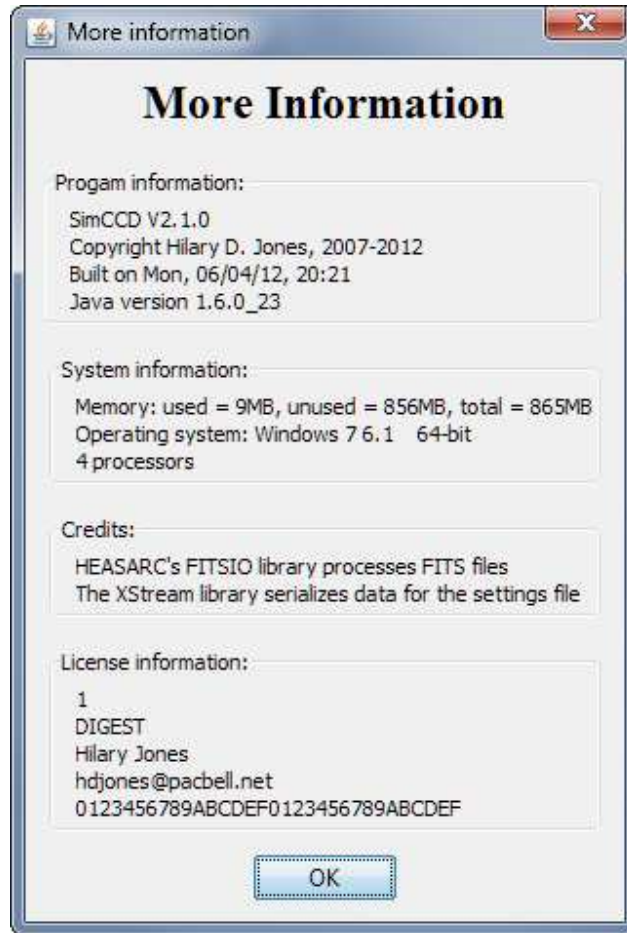 More information
More Information
Progam information:
SimCCD V2.1.0
Copyright Hilary D. Jones, 2007-2012
Built on Mon, 06/04/12, 20:21
Java version 1.6.0_23
System information:
Memory: used = 9MB, unused = 856MB, total = 865MB
Operating system: Windows 7 6.1   64-bit
4 processors
Credits:
HEASARC's FITSIO library processes FITS files
The XStream library serializes data for the settings file
License information:
1
DIGEST
Hilary Jones
hdjones@pacbell.net
0123456789ABCDEF0123456789ABCDEF
OK